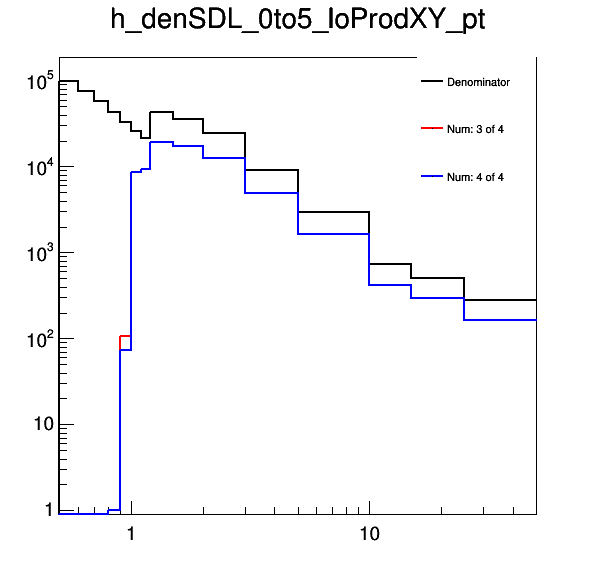 h_denSDL_0to5_loProdXY_pt
10^5
Denominator
Num: 3 of 4
10^4
Num: 4 of 4
10^3
10^2
10
1
1
10